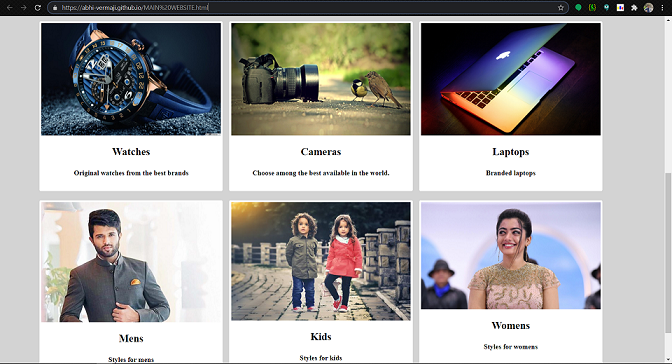 https://abhi-vermaji.github.io/MAIN%20WEBSITE.html
Watches
Original watches from the best brands
Cameras
Choose among the best available in the world.
Laptops
Branded laptops
Mens
Styles for mens
Kids
Styles for kids
Womens
Styles for womens